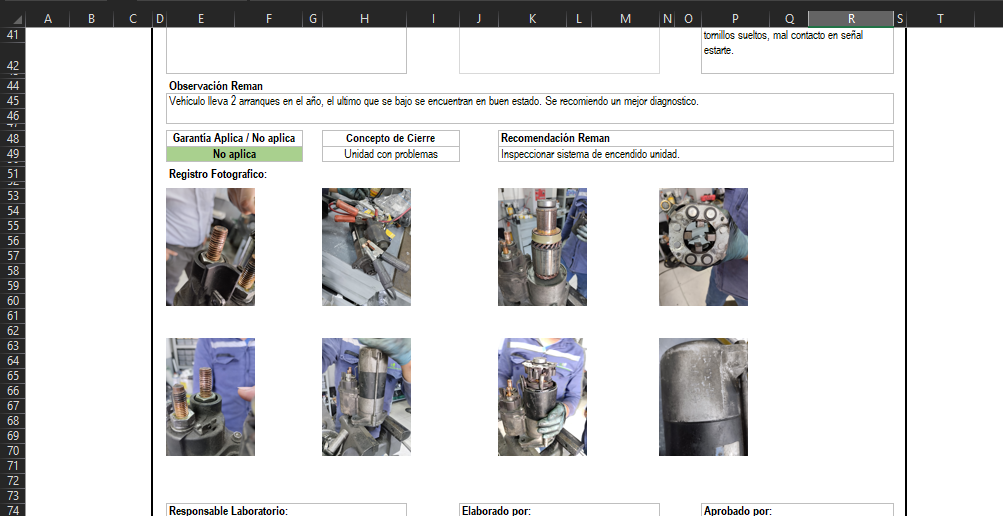 A B C D E F G H I J K L M N O P Q R S T
41 tornillos sueltos, mal contacto en señal
42 estarte.
44 Observación Reman
45 Vehículo lleva 2 arranques en el año, el ultimo que se bajo se encuentran en buen estado. Se recomiendo un mejor diagnostico.
46
48 Garantía Aplica / No aplica Concepto de Cierre Recomendación Reman
49 No aplica Unidad con problemas Inspeccionar sistema de encendido unidad.
51 Registro Fotografico:
53
54
55
56
57
58
59
60
61
62
63
64
65
66
67
68
69
70
71
72
73
74 Responsable Laboratorio: Elaborado por: Aprobado por: